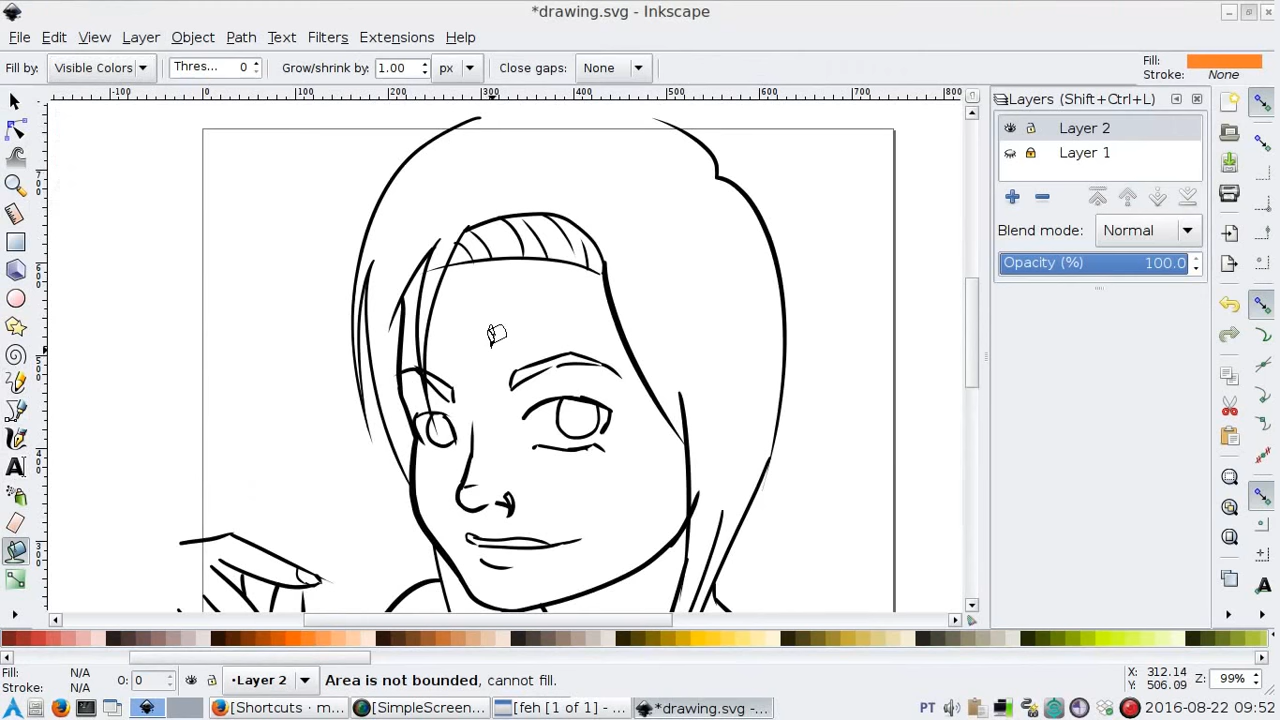 *drawing.svg - Inkscape
File Edit View Layer Object Path Text Filters Extensions Help
Fill by: Visible Colors Thres... 0 Grow/shrink by: 1.00 px Close gaps: None
Fill:
Stroke: None
-100 0 100 200 300 400 500 600 700 800
Layers (Shift+Ctrl+L)
Layer 2
Layer 1
Blend mode: Normal
Opacity (%) 100.0
Fill: N/A
Stroke: N/A
O: 0
•Layer 2
Area is not bounded, cannot fill.
X: 312.14
Y: 506.09
Z: 99%
[Shortcuts - m...
[SimpleScreen...
[feh [1 of 1] - ...
*drawing.svg -...
PT
2016-08-22 09:52